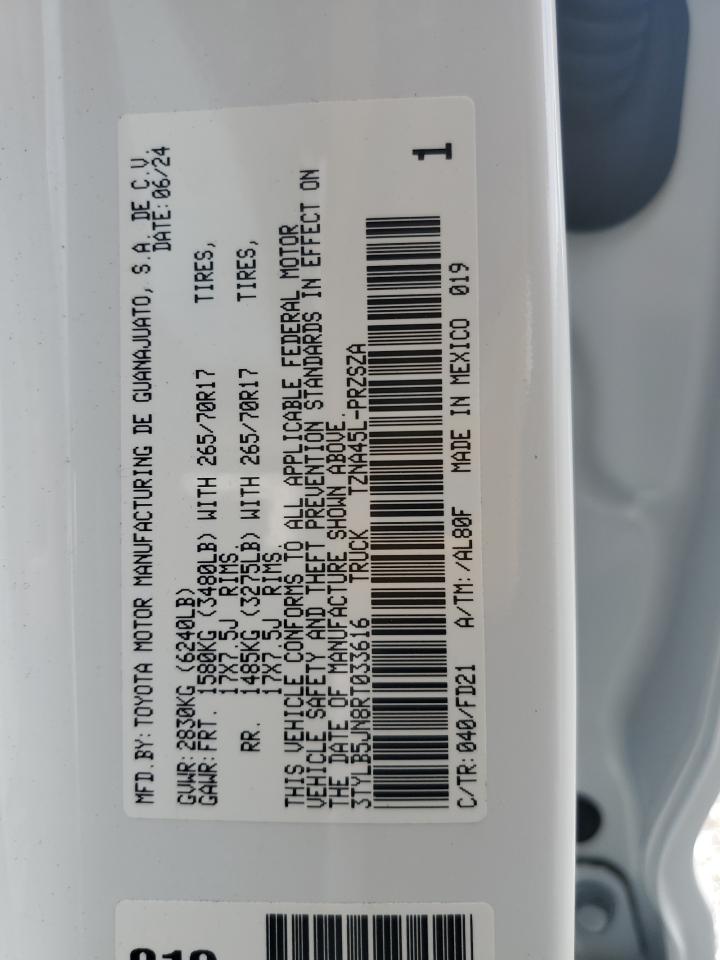 MFD.BY: TOYOTA MOTOR MANUFACTURING DE GUANAJUATO, S.A. DE C.V.
DATE: 06/24
GVWR: 2830KG (6240LB)
GAWR: FRT. 1580KG (3480LB) WITH 265/70R17 TIRES,
17X7.5J RIMS
RR. 1485KG (3275LB) WITH 265/70R17 TIRES,
17X7.5J RIMS.
THIS VEHICLE CONFORMS TO ALL APPLICABLE FEDERAL MOTOR
VEHICLE SAFETY AND THEFT PREVENTION STANDARDS IN EFFECT ON
THE DATE OF MANUFACTURE SHOWN ABOVE.
3TYLB5JN8RT033616 TRUCK TZNA45L-PRZSZA
1
C/TR: 040/FD21 A/TM: /AL80F MADE IN MEXICO 019